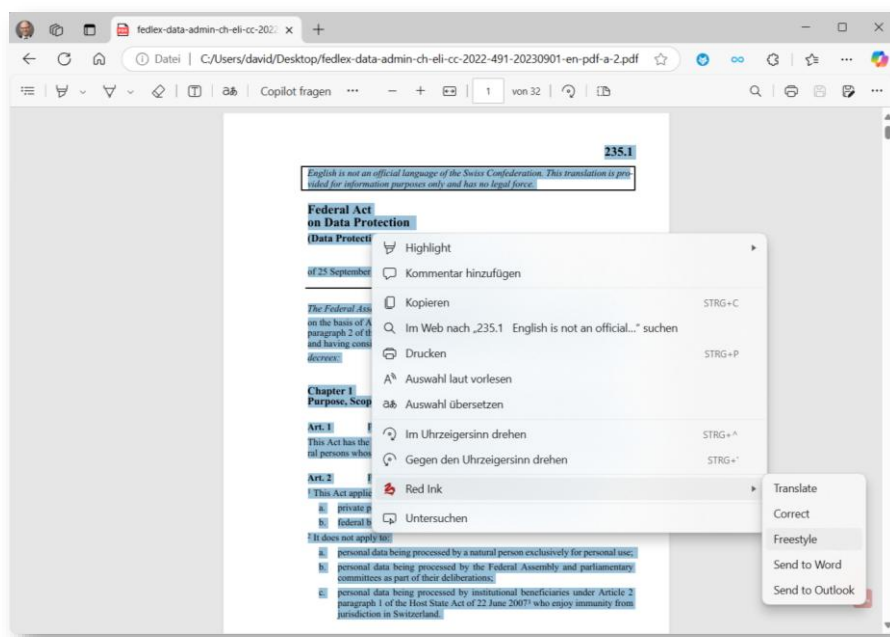 fedlex-data-admin-ch-eli-cc-2022
Datei C:/Users/david/Desktop/fedlex-data-admin-ch-eli-cc-2022-491-20230901-en-pdf-a-2.pdf
Copilot fragen 1 von 32
235.1
English is not an official language of the Swiss Confederation. This translation is pro-
vided for information purposes only and has no legal force.
Federal Act
on Data Protection
(Data Protecti
of 25 September
The Federal Ass
on the basis of A
paragraph 2 of th
and having consi
decrees:
Chapter 1
Purpose, Scop
Art. 1
This Act has the
ral persons whos
Art. 2
1 This Act applie
a. private p
b. federal b
2 It does not apply to:
a. personal data being processed by a natural person exclusively for personal use;
b. personal data being processed by the Federal Assembly and parliamentary
committees as part of their deliberations;
c. personal data being processed by institutional beneficiaries under Article 2
paragraph 1 of the Host State Act of 22 June 2007³ who enjoy immunity from
jurisdiction in Switzerland.
Highlight
Kommentar hinzufügen
Kopieren STRG+C
Im Web nach „235.1 English is not an official...“ suchen
Drucken STRG+P
Auswahl laut vorlesen
Auswahl übersetzen
Im Uhrzeigersinn drehen STRG+^
Gegen den Uhrzeigersinn drehen STRG+'
Red Ink
Untersuchen
Translate
Correct
Freestyle
Send to Word
Send to Outlook